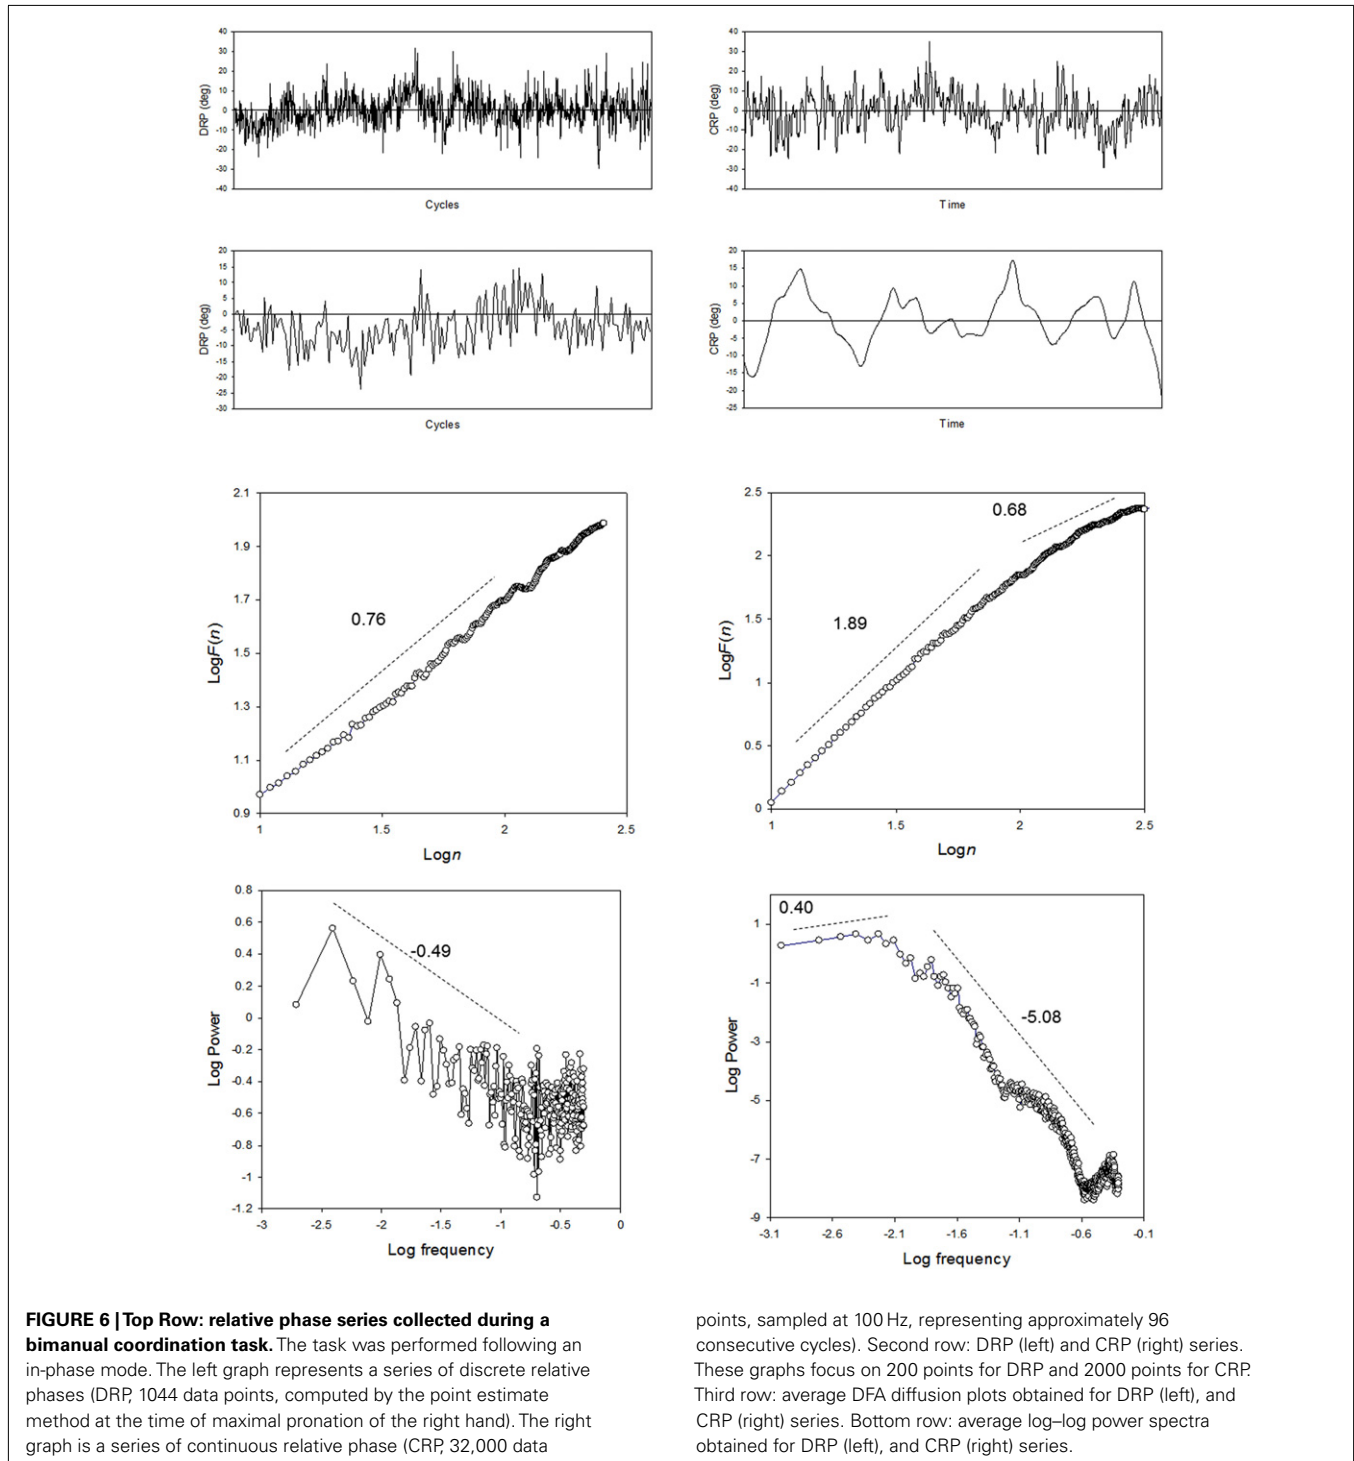 40
30
20
10
0
-10
-20
-30
-40
DRP (deg)
Cycles
40
30
20
10
0
-10
-20
-30
-40
CRP (deg)
Time
20
15
10
5
0
-5
-10
-15
-20
-25
-30
DRP (deg)
Cycles
20
15
10
5
0
-5
-10
-15
-20
-25
CRP (deg)
Time
2.1
1.9
1.7
1.5
1.3
1.1
0.9
LogF(n)
0.76
1 1.5 2 2.5
Logn
2.5
2
1.5
1
0.5
0
LogF(n)
0.68
1.89
1 1.5 2 2.5
Logn
0.8
0.6
0.4
0.2
0
-0.2
-0.4
-0.6
-0.8
-1
-1.2
Log Power
-0.49
-3 -2.5 -2 -1.5 -1 -0.5 0
Log frequency
1
-1
-3
-5
-7
-9
Log Power
0.40
-5.08
-3.1 -2.6 -2.1 -1.6 -1.1 -0.6 -0.1
Log frequency
FIGURE 6 | Top Row: relative phase series collected during a
bimanual coordination task. The task was performed following an
in-phase mode. The left graph represents a series of discrete relative
phases (DRP, 1044 data points, computed by the point estimate
method at the time of maximal pronation of the right hand). The right
graph is a series of continuous relative phase (CRP, 32,000 data
points, sampled at 100 Hz, representing approximately 96
consecutive cycles). Second row: DRP (left) and CRP (right) series.
These graphs focus on 200 points for DRP and 2000 points for CRP.
Third row: average DFA diffusion plots obtained for DRP (left), and
CRP (right) series. Bottom row: average log–log power spectra
obtained for DRP (left), and CRP (right) series.